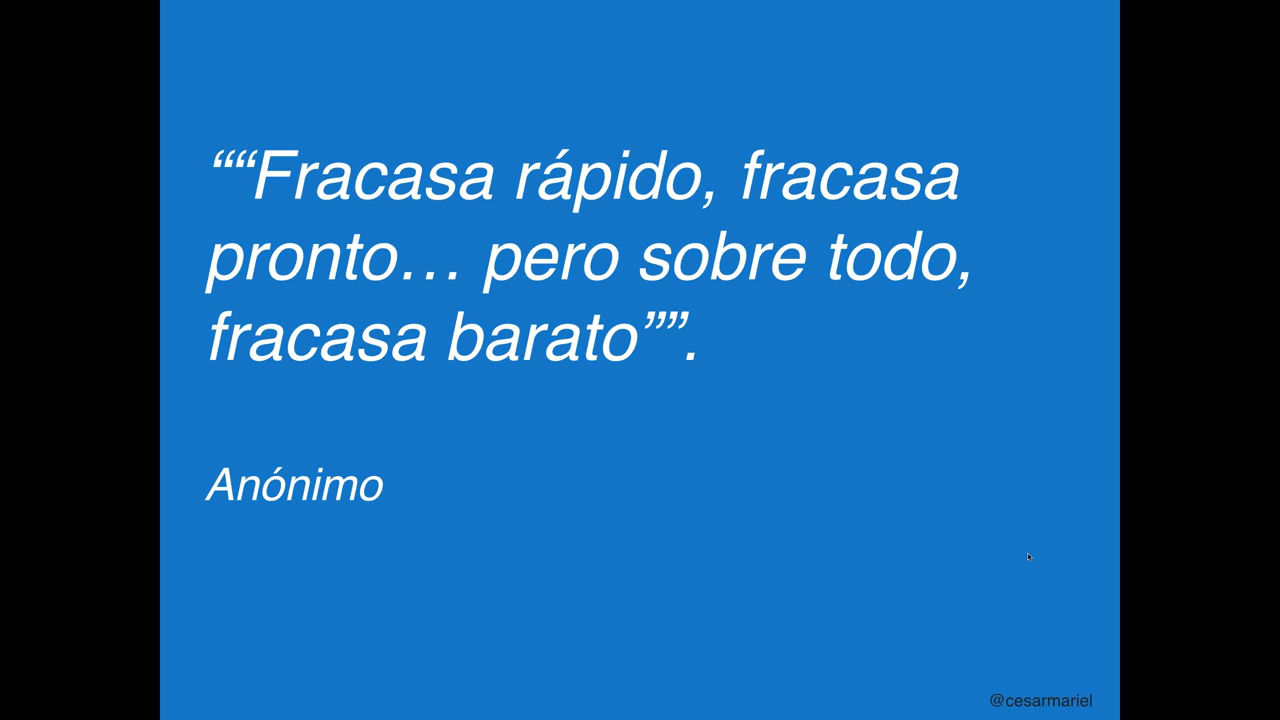 ““Fracasa rápido, fracasa
pronto… pero sobre todo,
fracasa barato””.
Anónimo
@cesarmariel